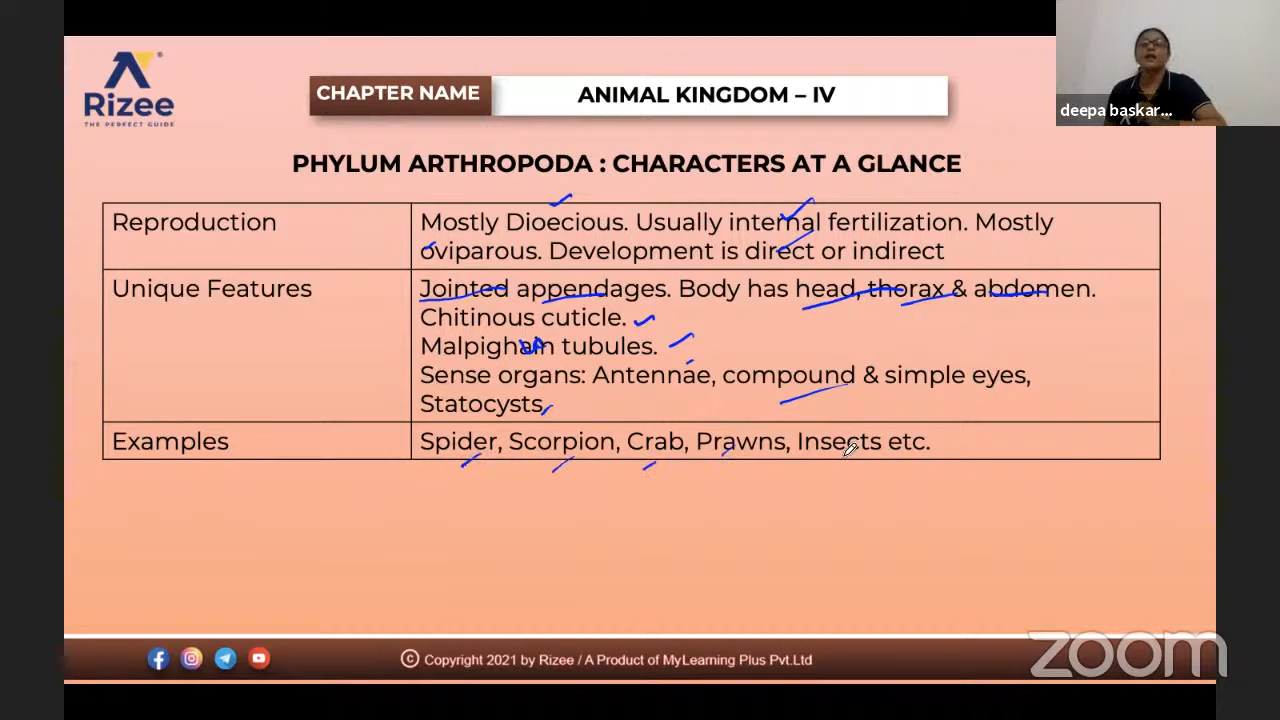 Rizee
THE PERFECT GUIDE
CHAPTER NAME
ANIMAL KINGDOM – IV
deepa baskar...
PHYLUM ARTHROPODA : CHARACTERS AT A GLANCE
Reproduction
Mostly Dioecious. Usually internal fertilization. Mostly
oviparous. Development is direct or indirect
Unique Features
Jointed appendages. Body has head, thorax & abdomen.
Chitinous cuticle.
Malpighain tubules.
Sense organs: Antennae, compound & simple eyes,
Statocysts.
Examples
Spider, Scorpion, Crab, Prawns, Insects etc.
© Copyright 2021 by Rizee / A Product of MyLearning Plus Pvt.Ltd
zoom